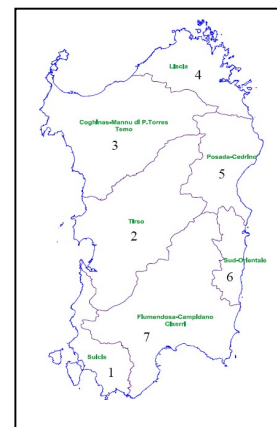 Liscia
4
Coghinas-Mannu di P.Torres
Temo
3
Posada-Cedrino
5
Tirso
2
Sud-Orientale
6
Flumendosa-Campidano
Cixerri
7
Sulcis
1